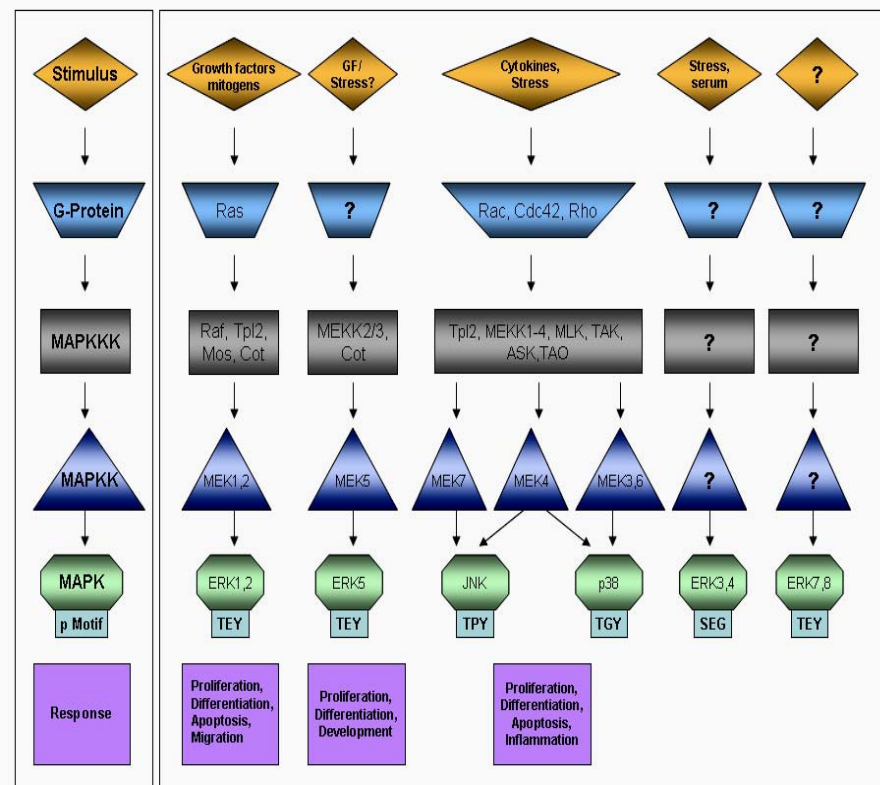 Stimulus
Growth factors
mitogens
GF/
Stress?
Cytokines,
Stress
Stress,
serum
?
G-Protein
Ras
?
Rac, Cdc42, Rho
?
?
MAPKKK
Raf, Tpl2,
Mos, Cot
MEKK2/3,
Cot
Tpl2, MEKK1-4, MLK, TAK,
ASK,TAO
?
?
MAPKK
MEK1,2
MEK5
MEK7
MEK4
MEK3,6
?
?
MAPK
ERK1,2
ERK5
JNK
p38
ERK3,4
ERK7,8
p Motif
TEY
TEY
TPY
TGY
SEG
TEY
Response
Proliferation,
Differentiation,
Apoptosis,
Migration
Proliferation,
Differentiation,
Development
Proliferation,
Differentiation,
Apoptosis,
Inflammation